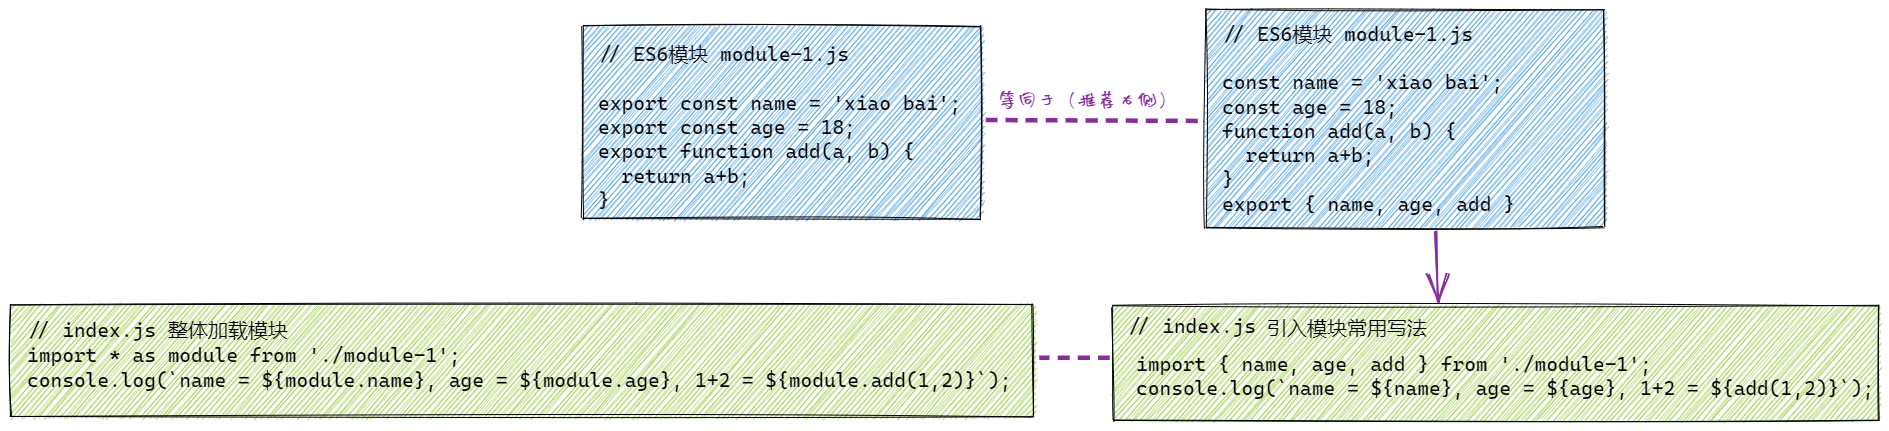 // ES6模块 module-1.js
export const name = 'xiao bai';
export const age = 18;
export function add(a, b) {
  return a+b;
}
等同于（推荐右侧）
// ES6模块 module-1.js
const name = 'xiao bai';
const age = 18;
function add(a, b) {
  return a+b;
}
export { name, age, add }
// index.js 整体加载模块
import * as module from './module-1';
console.log(`name = ${module.name}, age = ${module.age}, 1+2 = ${module.add(1,2)}`);
// index.js 引入模块常用写法
import { name, age, add } from './module-1';
console.log(`name = ${name}, age = ${age}, 1+2 = ${add(1,2)}`);